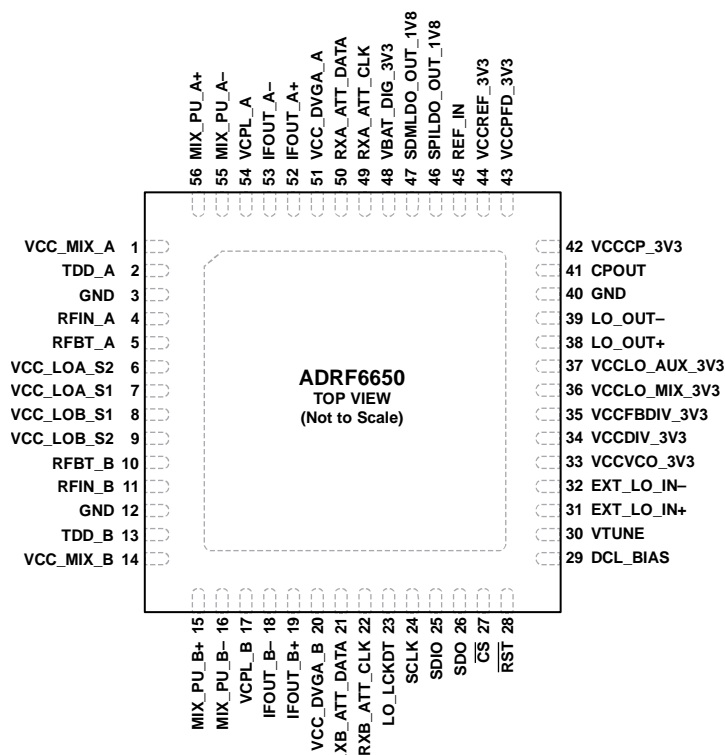 56 MIX_PU_A+
55 MIX_PU_A–
54 VCPL_A
53 IFOUT_A–
52 IFOUT_A+
51 VCC_DVGA_A
50 RXA_ATT_DATA
49 RXA_ATT_CLK
48 VBAT_DIG_3V3
47 SDMLDO_OUT_1V8
46 SPILDO_OUT_1V8
45 REF_IN
44 VCCREF_3V3
43 VCCPFD_3V3
VCC_MIX_A 1
TDD_A 2
GND 3
RFIN_A 4
RFBT_A 5
VCC_LOA_S2 6
VCC_LOA_S1 7
VCC_LOB_S1 8
VCC_LOB_S2 9
RFBT_B 10
RFIN_B 11
GND 12
TDD_B 13
VCC_MIX_B 14
ADRF6650
TOP VIEW
(Not to Scale)
42 VCCCP_3V3
41 CPOUT
40 GND
39 LO_OUT–
38 LO_OUT+
37 VCCLO_AUX_3V3
36 VCCLO_MIX_3V3
35 VCCFBDIV_3V3
34 VCCDIV_3V3
33 VCCVCO_3V3
32 EXT_LO_IN–
31 EXT_LO_IN+
30 VTUNE
29 DCL_BIAS
MIX_PU_B+ 15
MIX_PU_B– 16
VCPL_B 17
IFOUT_B– 18
IFOUT_B+ 19
VCC_DVGA_B 20
XB_ATT_DATA 21
RXB_ATT_CLK 22
LO_LCKDT 23
SCLK 24
SDIO 25
SDO 26
CS 27
RST 28